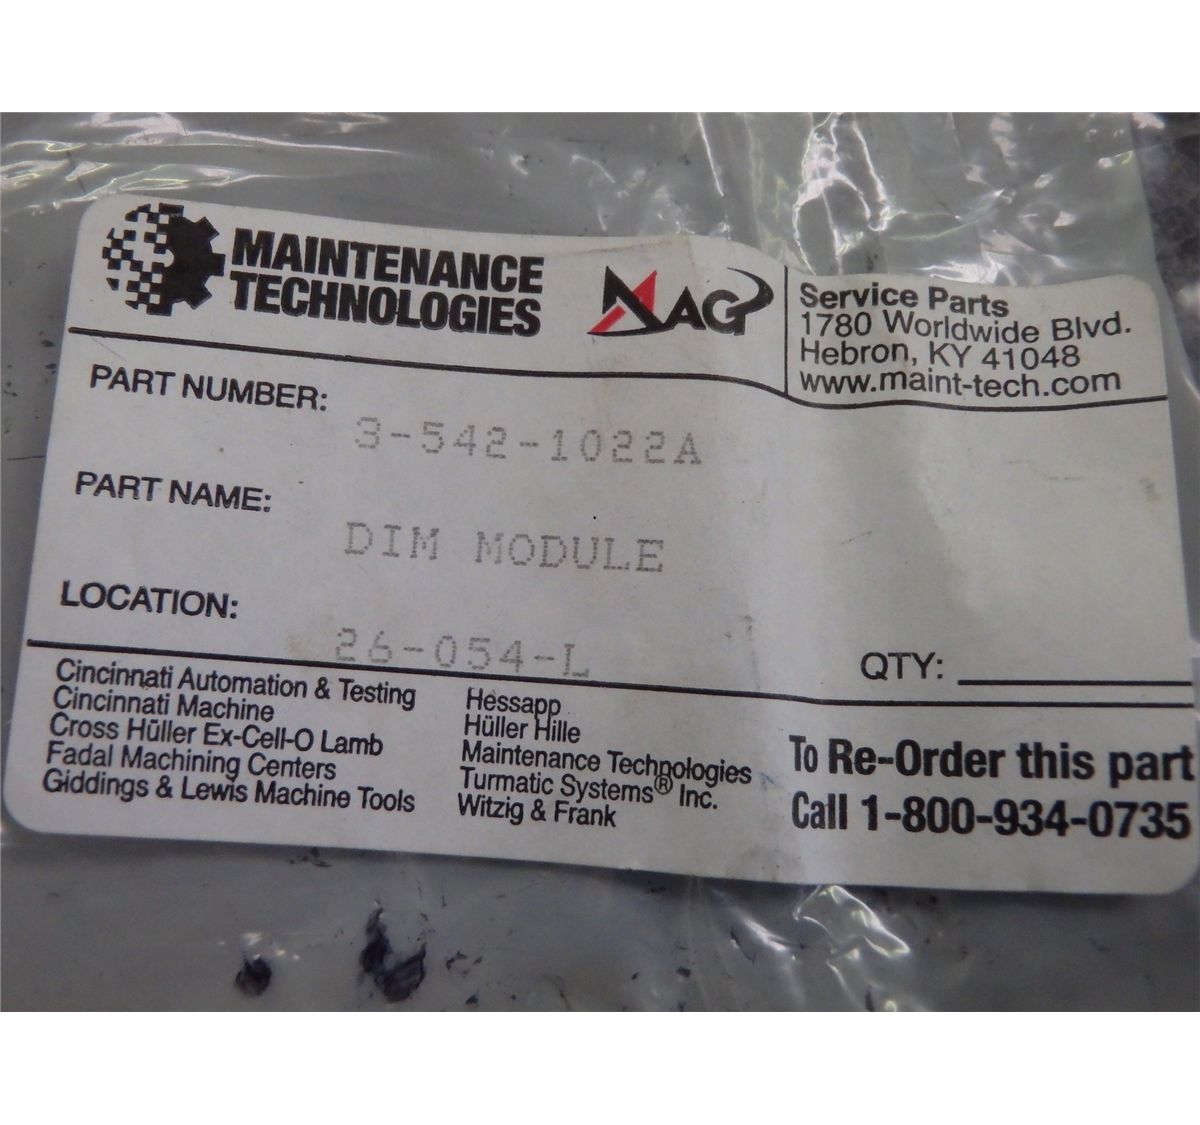 MAINTENANCE
TECHNOLOGIES
MAG
Service Parts
1780 Worldwide Blvd.
Hebron, KY 41048
www.maint-tech.com
PART NUMBER:
3-542-1022A
PART NAME:
DIM MODULE
LOCATION:
26-054-L
QTY:
Cincinnati Automation & Testing
Cincinnati Machine
Cross Hüller Ex-Cell-O Lamb
Fadal Machining Centers
Giddings & Lewis Machine Tools
Hessapp
Hüller Hille
Maintenance Technologies
Turmatic Systems® Inc.
Witzig & Frank
To Re-Order this part
Call 1-800-934-0735